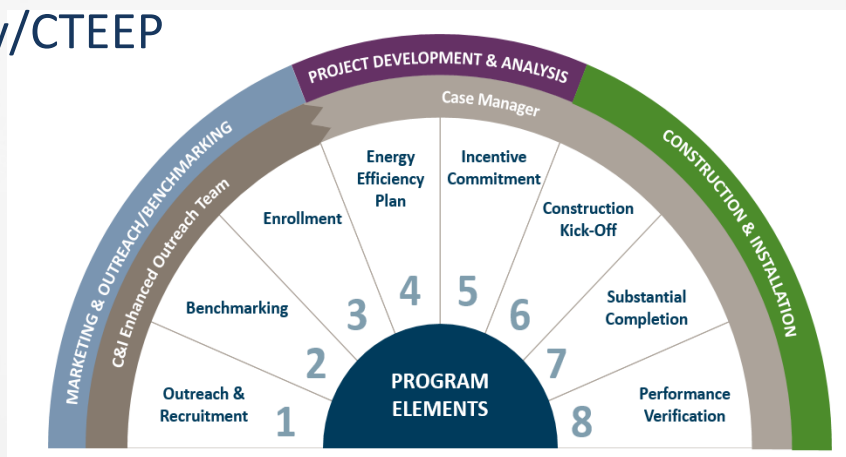 /CTEEP
MARKETING & OUTREACH/BENCHMARKING
PROJECT DEVELOPMENT & ANALYSIS
CONSTRUCTION & INSTALLATION
C&I Enhanced Outreach Team
Case Manager
Outreach &
Recruitment
1
Benchmarking
2
Enrollment
3
Energy
Efficiency
Plan
4
Incentive
Commitment
5
Construction
Kick-Off
6
Substantial
Completion
7
Performance
Verification
8
PROGRAM
ELEMENTS